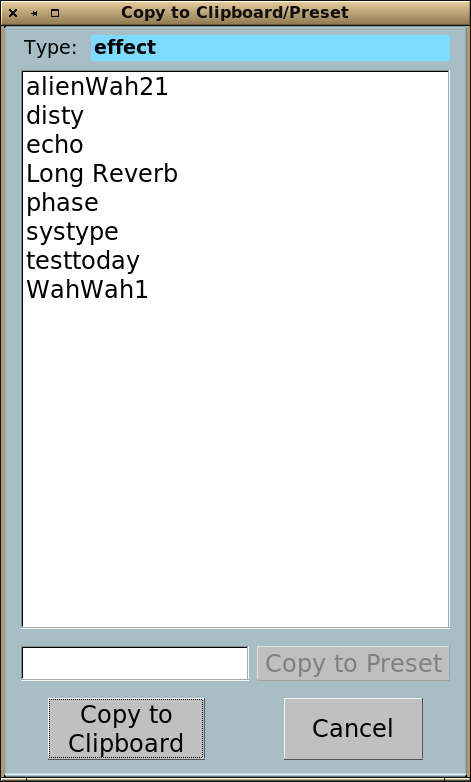 Copy to Clipboard/Preset
Type: effect
alienWah21
disty
echo
Long Reverb
phase
systype
testtoday
WahWah1
Copy to Preset
Copy to
Clipboard
Cancel